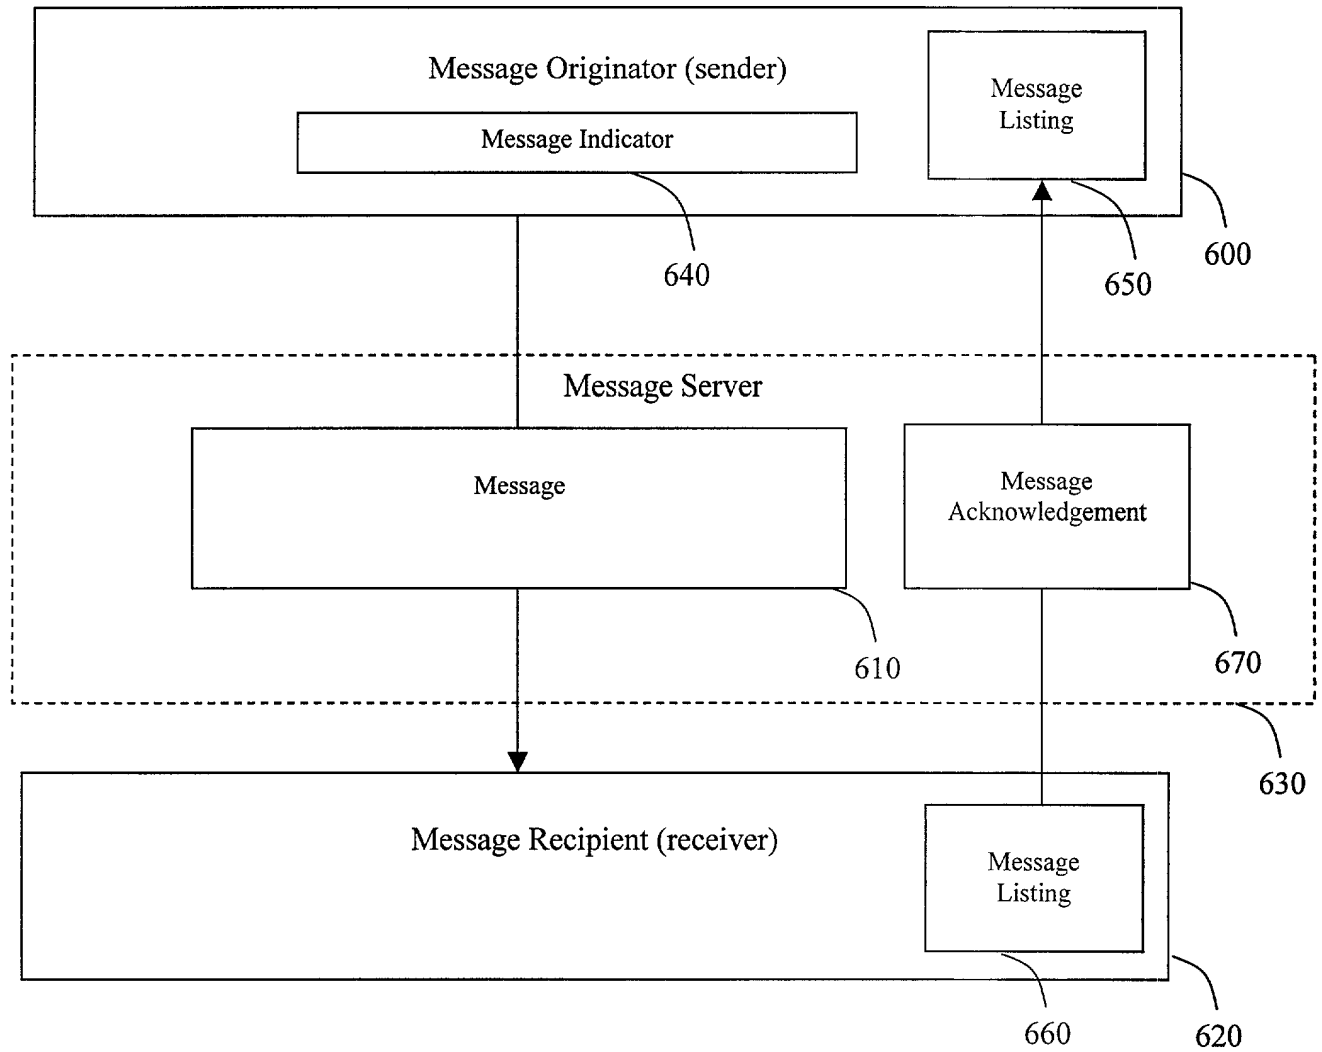 Message Originator (sender)
Message
Listing
Message Indicator
640
650
600
Message Server
Message
Message
Acknowledgement
610
670
630
Message Recipient (receiver)
Message
Listing
660
620